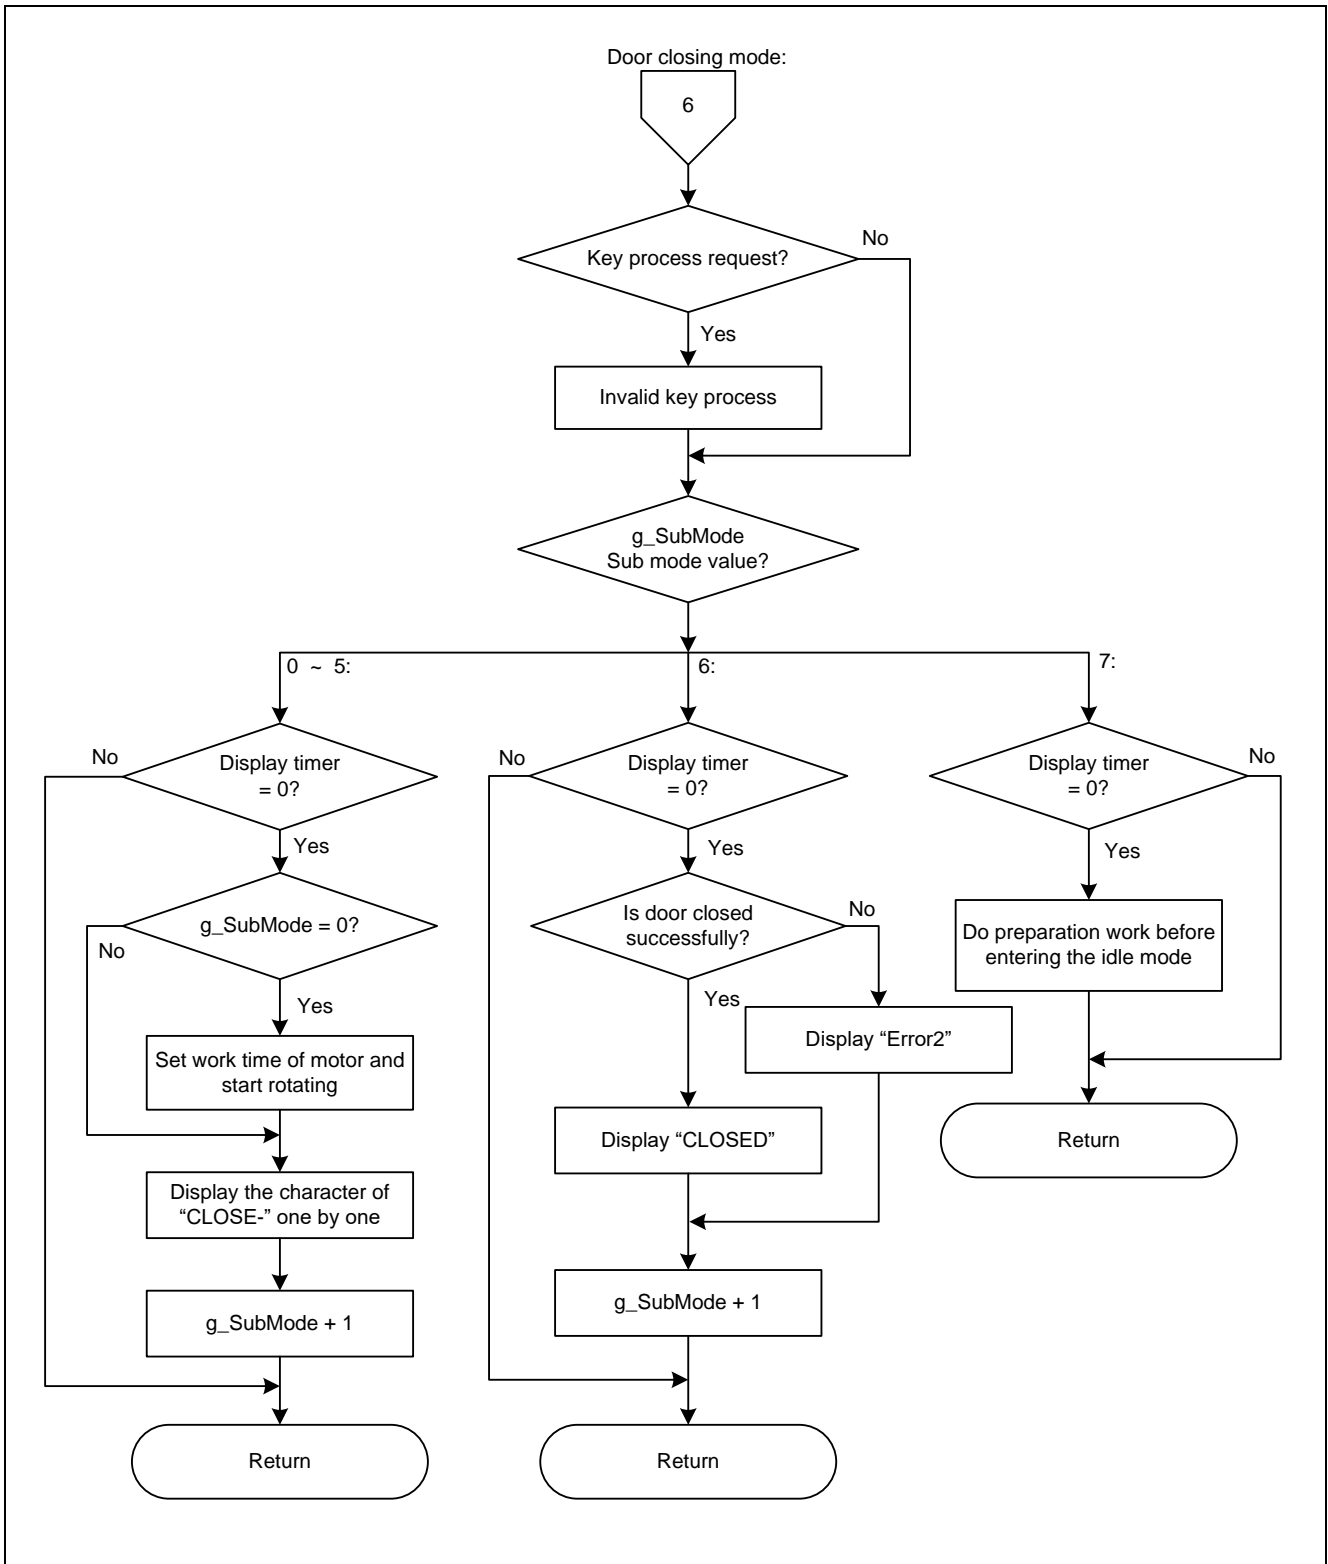 Door closing mode:
6
Key process request?
No
Yes
Invalid key process
g_SubMode
Sub mode value?
0 ~ 5:
6:
7:
No
Display timer
= 0?
Yes
g_SubMode = 0?
No
Yes
Set work time of motor and
start rotating
Display the character of
“CLOSE-” one by one
g_SubMode + 1
Return
No
Display timer
= 0?
Yes
Is door closed
successfully?
No
Yes
Display “Error2”
Display “CLOSED”
g_SubMode + 1
Return
Display timer
= 0?
No
Yes
Do preparation work before
entering the idle mode
Return